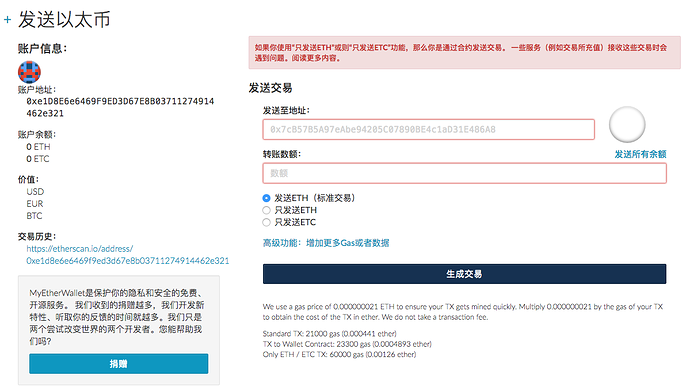 + 发送以太币
账户信息:
账户地址:
0xe1D8E6e6469F9ED3D67E8B03711274914
462e321
账户余额:
0 ETH
0 ETC
价值:
USD
EUR
BTC
交易历史:
https://etherscan.io/address/
0xe1d8e6e6469f9ed3d67e8b03711274914462e321
MyEtherWallet是保护你的隐私和安全的免费、
开源服务。 我们收到的捐赠越多，我们开发新
特性、听取你的反馈的时间就越多。我们只是
两个尝试改变世界的两个开发者。您能帮助我
们吗?
捐赠
如果你使用"只发送ETH"或则"只发送ETC"功能，那么你是通过合约发送交易。 一些服务（例如交易所充值）接收这些交易时会
遇到问题。阅读更多内容。
发送交易
发送至地址:
0x7cB57B5A97eAbe94205C07890BE4c1aD31E486A8
转账数额:
发送所有余额
数额
发送ETH（标准交易）
只发送ETH
只发送ETC
高级功能：增加更多Gas或者数据
生成交易
We use a gas price of 0.000000021 ETH to ensure your TX gets mined quickly. Multiply 0.000000021 by the gas of your TX
to obtain the cost of the TX in ether. We do not take a transaction fee.
Standard TX: 21000 gas (0.000441 ether)
TX to Wallet Contract: 23300 gas (0.0004893 ether)
Only ETH / ETC TX: 60000 gas (0.00126 ether)